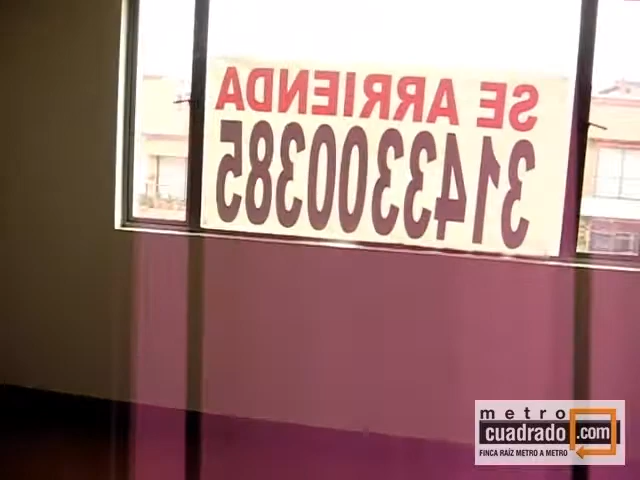 SE ARRIENDA
3143300385
metro
cuadrado.com
FINCA RAÍZ METRO A METRO